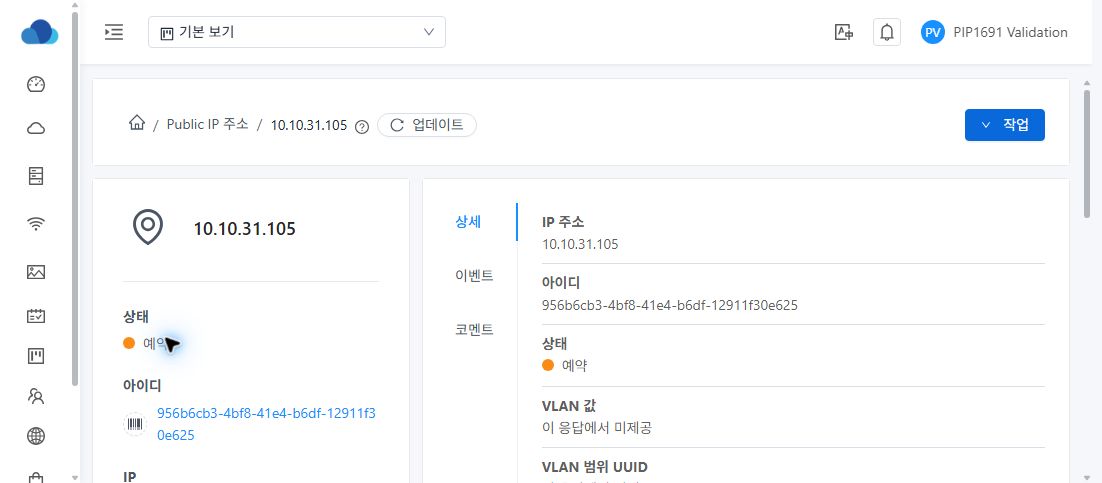 기본 보기
PV PIP1691 Validation
/ Public IP 주소 / 10.10.31.105 업데이트
작업
10.10.31.105
상태
예약
아이디
956b6cb3-4bf8-41e4-b6df-12911f3
0e625
IP
상세
이벤트
코멘트
IP 주소
10.10.31.105
아이디
956b6cb3-4bf8-41e4-b6df-12911f30e625
상태
예약
VLAN 값
이 응답에서 미제공
VLAN 범위 UUID